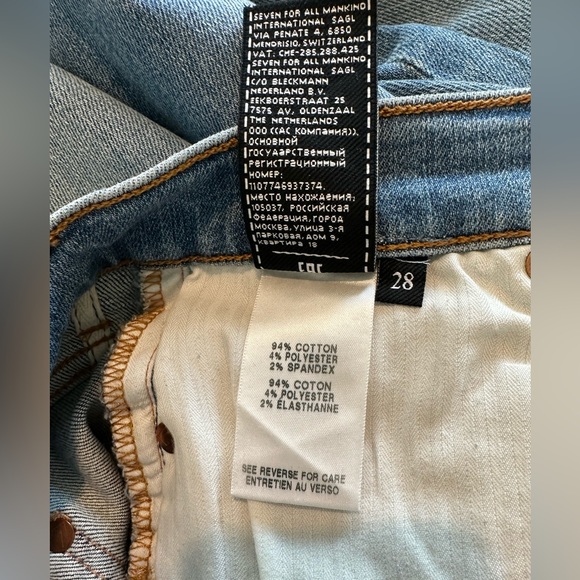 SEVEN FOR ALL MANKIND
INTERNATIONAL SAGL
VIA PENATE 4, 6850
MENDRISIO, SWITZERLAND
VAT: CHE-285.288.425
SEVEN FOR ALL MANKIND
INTERNATIONAL SAGL
C/O BLECKMANN
NEDERLAND B.V.
EEKBOERSTRAAT 25
7575 AV, OLDENZAAL
THE NETHERLANDS
ООО ((АС КОМПАНИЯ)),
ОСНОВНОЙ
ГОСУДАРСТВЕННЫЙ
РЕГИСТРАЦИОННЫЙ
НОМЕР:
1107746937374,
МЕСТО НАХОЖДЕНИЯ:
105037, РОССИЙСКАЯ
ФЕДЕРАЦИЯ, ГОРОД
МОСКВА, УЛИЦА 3-Я
ПАРКОВАЯ, ДОМ 9,
КВАРТИРА 18
EAC
28
94% COTTON
4% POLYESTER
2% SPANDEX
94% COTON
4% POLYESTER
2% ÉLASTHANNE
SEE REVERSE FOR CARE
ENTRETIEN AU VERSO